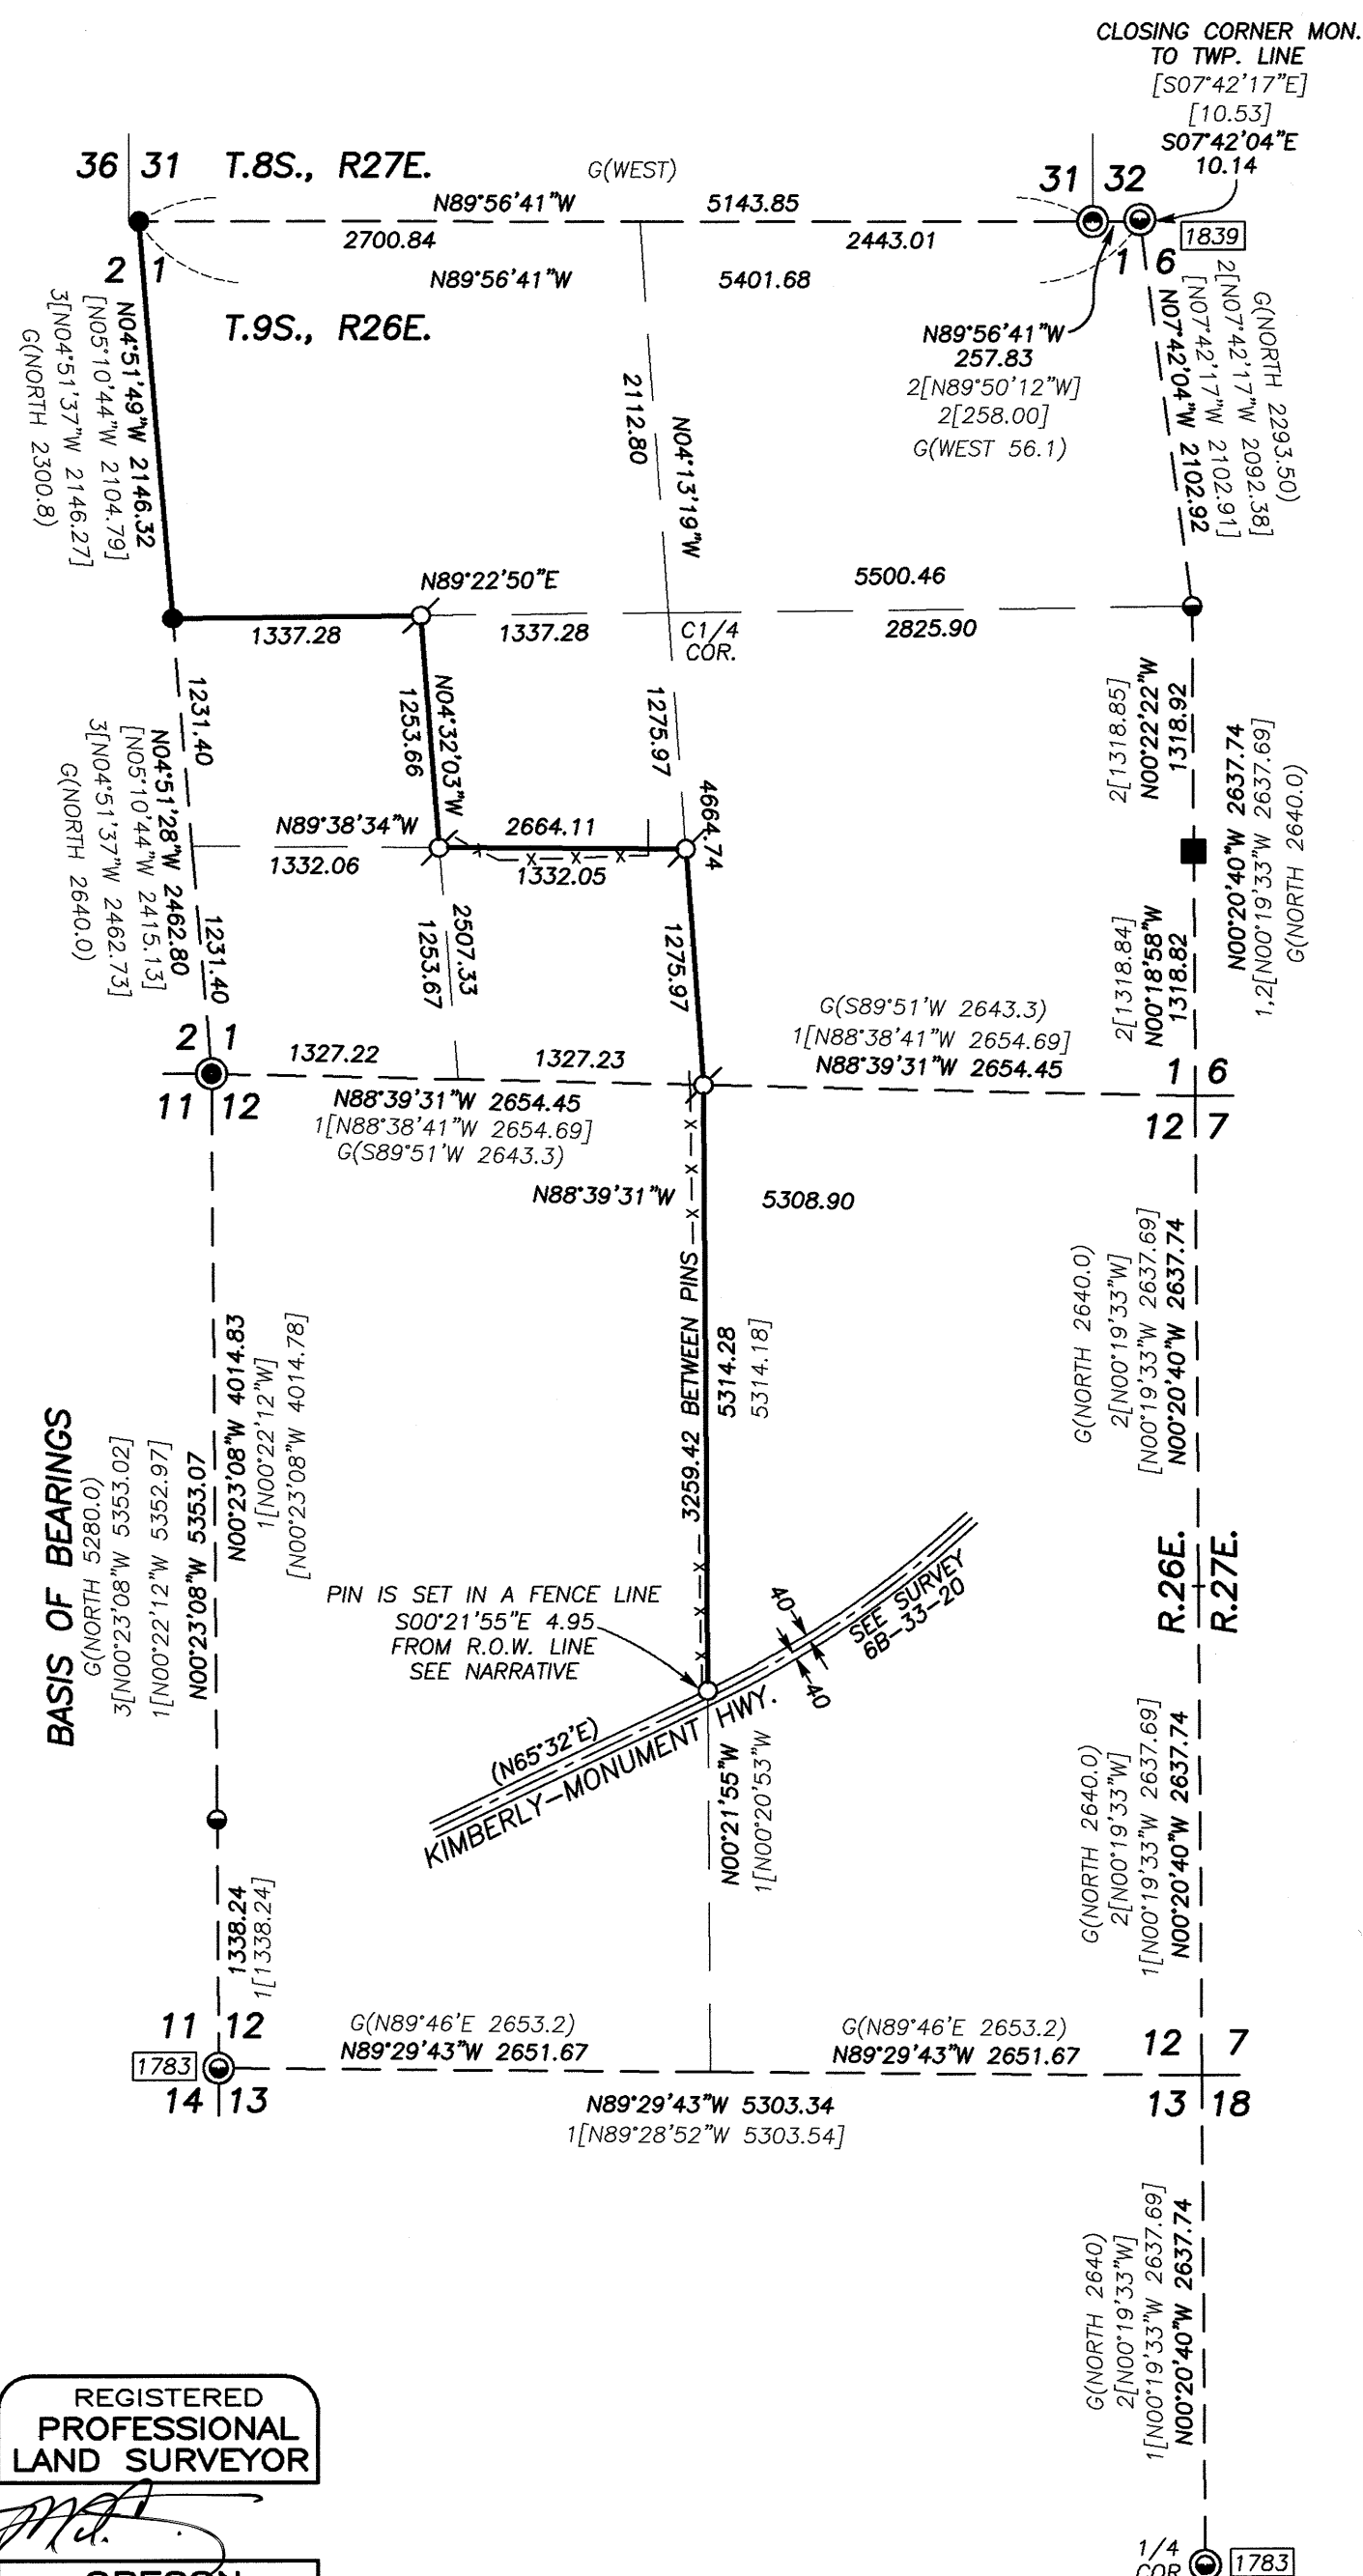 CLOSING CORNER MON.
TO TWP. LINE
[S07°42'17"E]
[10.53]
S07°42'04"E
10.14
36 31 T.8S., R27E.
G(WEST)
31 32
N89°56'41"W 5143.85
2700.84 2443.01
1839
2 1
1 6
N89°56'41"W 5401.68
T.9S., R26E.
N89°56'41"W
257.83
2[N89°50'12"W]
2[258.00]
G(WEST 56.1)
N04°51'49"W 2146.32
[N05°10'44"W 2104.79]
3[N04°51'37"W 2146.27]
G(NORTH 2300.8)
2112.80
N04°13'19"W
G(NORTH 2293.50)
2[N07°42'17"W 2092.38]
[N07°42'17"W 2102.91]
N07°42'04"W 2102.92
N89°22'50"E
5500.46
1337.28
1337.28
C1/4
COR.
2825.90
1231.40
N04°32'03"W
1253.66
1275.97
2[1318.85]
N00°22'22"W
1318.92
N00°20'40"W 2637.74
1,2[N00°19'33"W 2637.69]
G(NORTH 2640.0)
N04°51'28"W 2462.80
[N05°10'44"W 2415.13]
3[N04°51'37"W 2462.73]
G(NORTH 2640.0)
4664.74
N89°38'34"W
2664.11
1332.06
1332.05
1231.40
2507.33
1253.67
1275.97
2[1318.84]
N00°18'58"W
1318.82
G(S89°51'W 2643.3)
1[N88°38'41"W 2654.69]
N88°39'31"W 2654.45
2 1
1327.22
1327.23
1 6
11 12
N88°39'31"W 2654.45
1[N88°38'41"W 2654.69]
G(S89°51'W 2643.3)
12 7
N88°39'31"W 5308.90
3259.42 BETWEEN PINS
5314.28
5314.18]
G(NORTH 2640.0)
2[N00°19'33"W]
[N00°19'33"W 2637.69]
N00°20'40"W 2637.74
BASIS OF BEARINGS
G(NORTH 5280.0)
3[N00°23'08"W 5353.02]
1[N00°22'12"W 5352.97]
N00°23'08"W 5353.07
N00°23'08"W 4014.83
1[N00°22'12"W]
[N00°23'08"W 4014.78]
PIN IS SET IN A FENCE LINE
S00°21'55"E 4.95
FROM R.O.W. LINE
SEE NARRATIVE
40
SEE SURVEY
6B-33-20
40
R.26E.
R.27E.
(N65°32'E)
KIMBERLY-MONUMENT HWY.
N00°21'55"W
1[N00°20'53"W
G(NORTH 2640.0)
2[N00°19'33"W]
1[N00°19'33"W 2637.69]
N00°20'40"W 2637.74
1338.24
1[1338.24]
11 12
G(N89°46'E 2653.2)
N89°29'43"W 2651.67
G(N89°46'E 2653.2)
N89°29'43"W 2651.67
12 7
1783
14 13
N89°29'43"W 5303.34
1[N89°28'52"W 5303.54]
13 18
G(NORTH 2640)
2[N00°19'33"W]
1[N00°19'33"W 2637.69]
N00°20'40"W 2637.74
REGISTERED
PROFESSIONAL
LAND SURVEYOR
OREGON
1/4
COR
1783